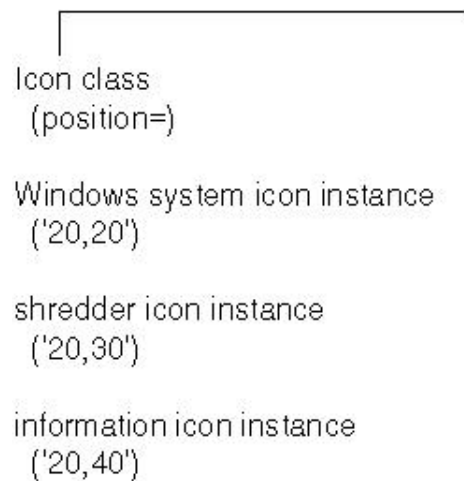 Icon class
(position=)
Windows system icon instance
('20,20')
shredder icon instance
('20,30')
information icon instance
('20,40')